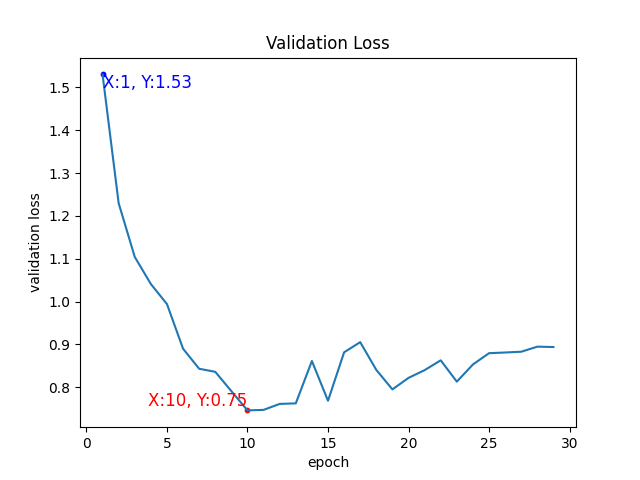 Validation Loss
X:1, Y:1.53
X:10, Y:0.75
validation loss
1.5
1.4
1.3
1.2
1.1
1.0
0.9
0.8
0 5 10 15 20 25 30
epoch